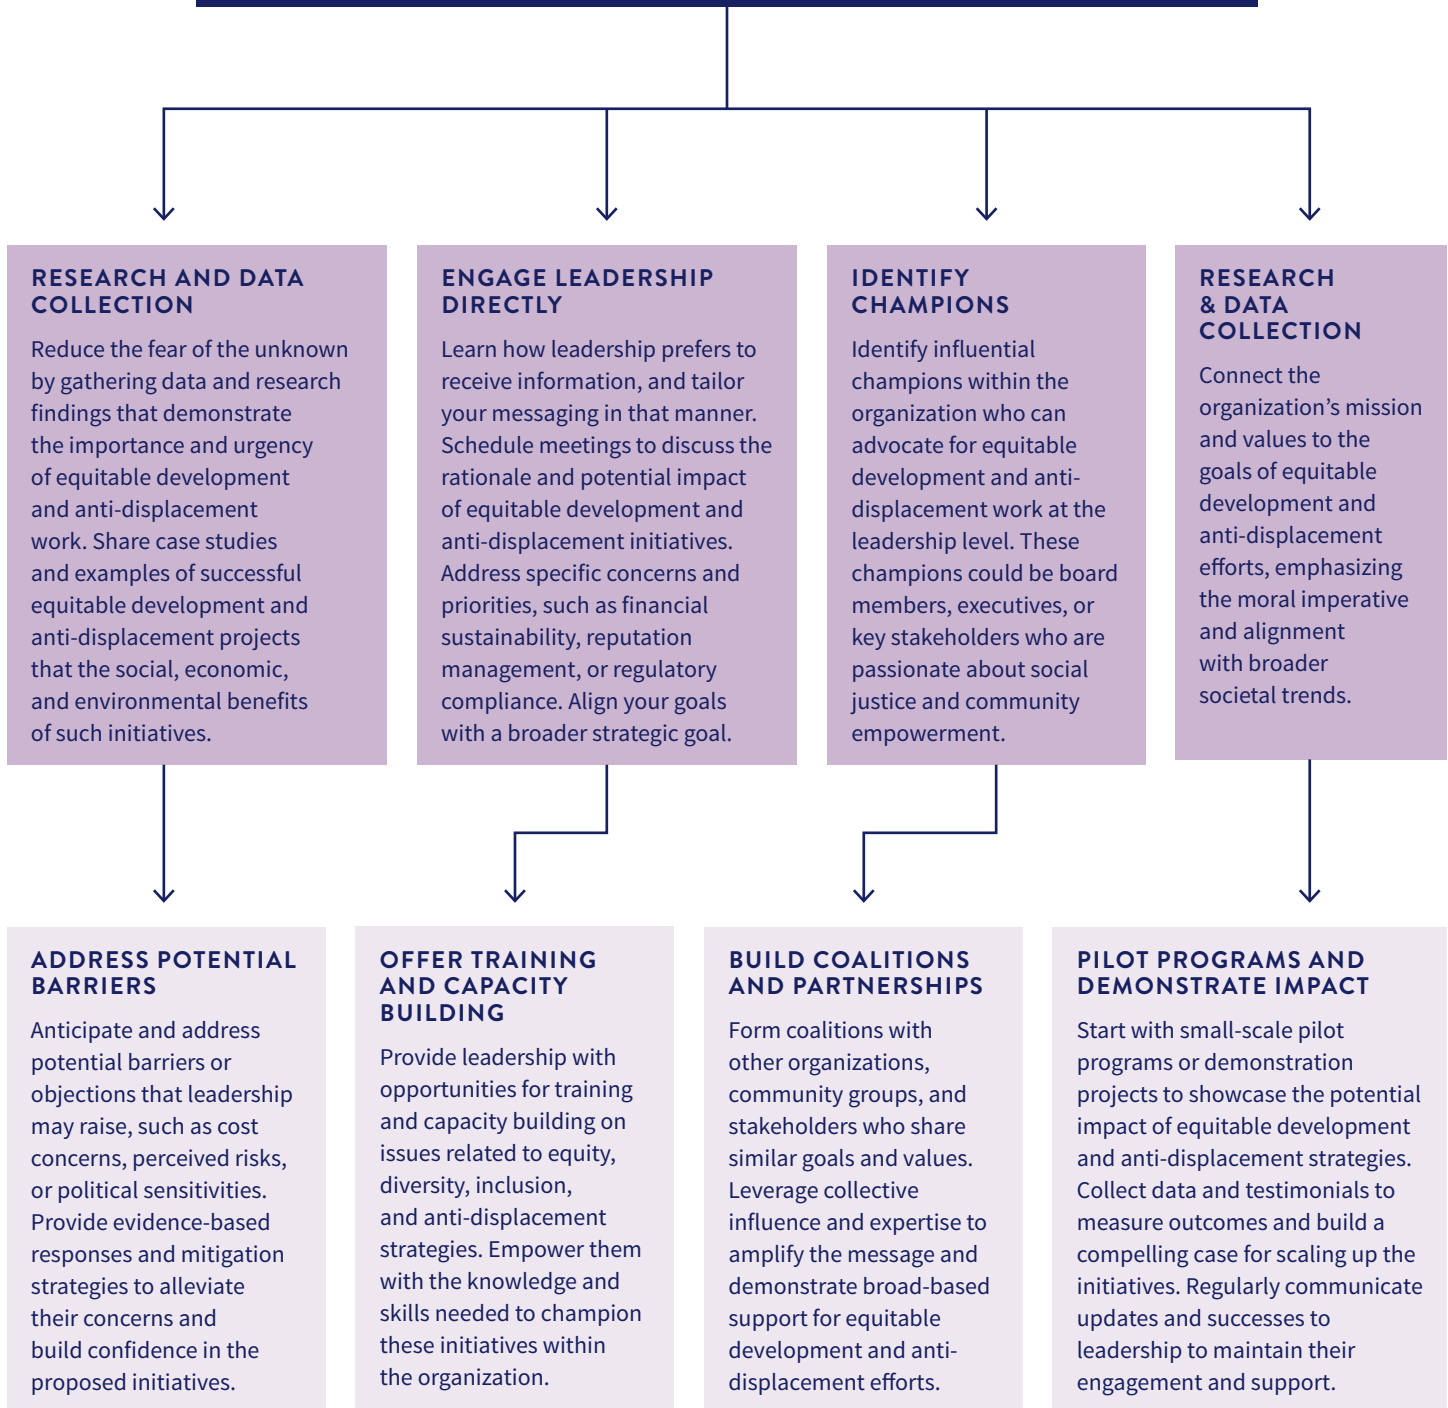 RESEARCH AND DATA
COLLECTION
Reduce the fear of the unknown
by gathering data and research
findings that demonstrate
the importance and urgency
of equitable development
and anti-displacement
work. Share case studies
and examples of successful
equitable development and
anti-displacement projects
that the social, economic,
and environmental benefits
of such initiatives.
ENGAGE LEADERSHIP
DIRECTLY
Learn how leadership prefers to
receive information, and tailor
your messaging in that manner.
Schedule meetings to discuss the
rationale and potential impact
of equitable development and
anti-displacement initiatives.
Address specific concerns and
priorities, such as financial
sustainability, reputation
management, or regulatory
compliance. Align your goals
with a broader strategic goal.
IDENTIFY
CHAMPIONS
Identify influential
champions within the
organization who can
advocate for equitable
development and anti-
displacement work at the
leadership level. These
champions could be board
members, executives, or
key stakeholders who are
passionate about social
justice and community
empowerment.
RESEARCH
& DATA
COLLECTION
Connect the
organization’s mission
and values to the
goals of equitable
development and
anti-displacement
efforts, emphasizing
the moral imperative
and alignment
with broader
societal trends.
ADDRESS POTENTIAL
BARRIERS
Anticipate and address
potential barriers or
objections that leadership
may raise, such as cost
concerns, perceived risks,
or political sensitivities.
Provide evidence-based
responses and mitigation
strategies to alleviate
their concerns and
build confidence in the
proposed initiatives.
OFFER TRAINING
AND CAPACITY
BUILDING
Provide leadership with
opportunities for training
and capacity building on
issues related to equity,
diversity, inclusion,
and anti-displacement
strategies. Empower them
with the knowledge and
skills needed to champion
these initiatives within
the organization.
BUILD COALITIONS
AND PARTNERSHIPS
Form coalitions with
other organizations,
community groups, and
stakeholders who share
similar goals and values.
Leverage collective
influence and expertise to
amplify the message and
demonstrate broad-based
support for equitable
development and anti-
displacement efforts.
PILOT PROGRAMS AND
DEMONSTRATE IMPACT
Start with small-scale pilot
programs or demonstration
projects to showcase the potential
impact of equitable development
and anti-displacement strategies.
Collect data and testimonials to
measure outcomes and build a
compelling case for scaling up the
initiatives. Regularly communicate
updates and successes to
leadership to maintain their
engagement and support.